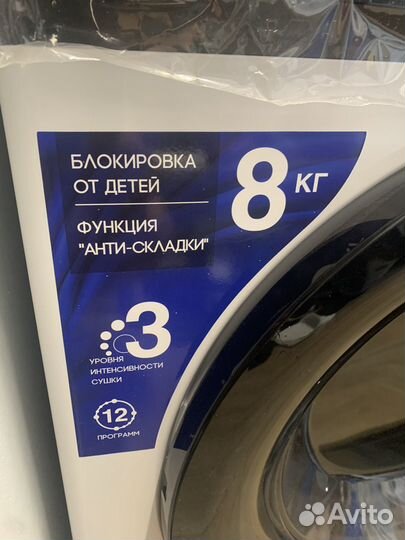 БЛОКИРОВКА
ОТ ДЕТЕЙ
ФУНКЦИЯ
"АНТИ-СКЛАДКИ"
8 КГ
3
УРОВНЯ
ИНТЕНСИВНОСТИ
СУШКИ
12
ПРОГРАММ
Avito